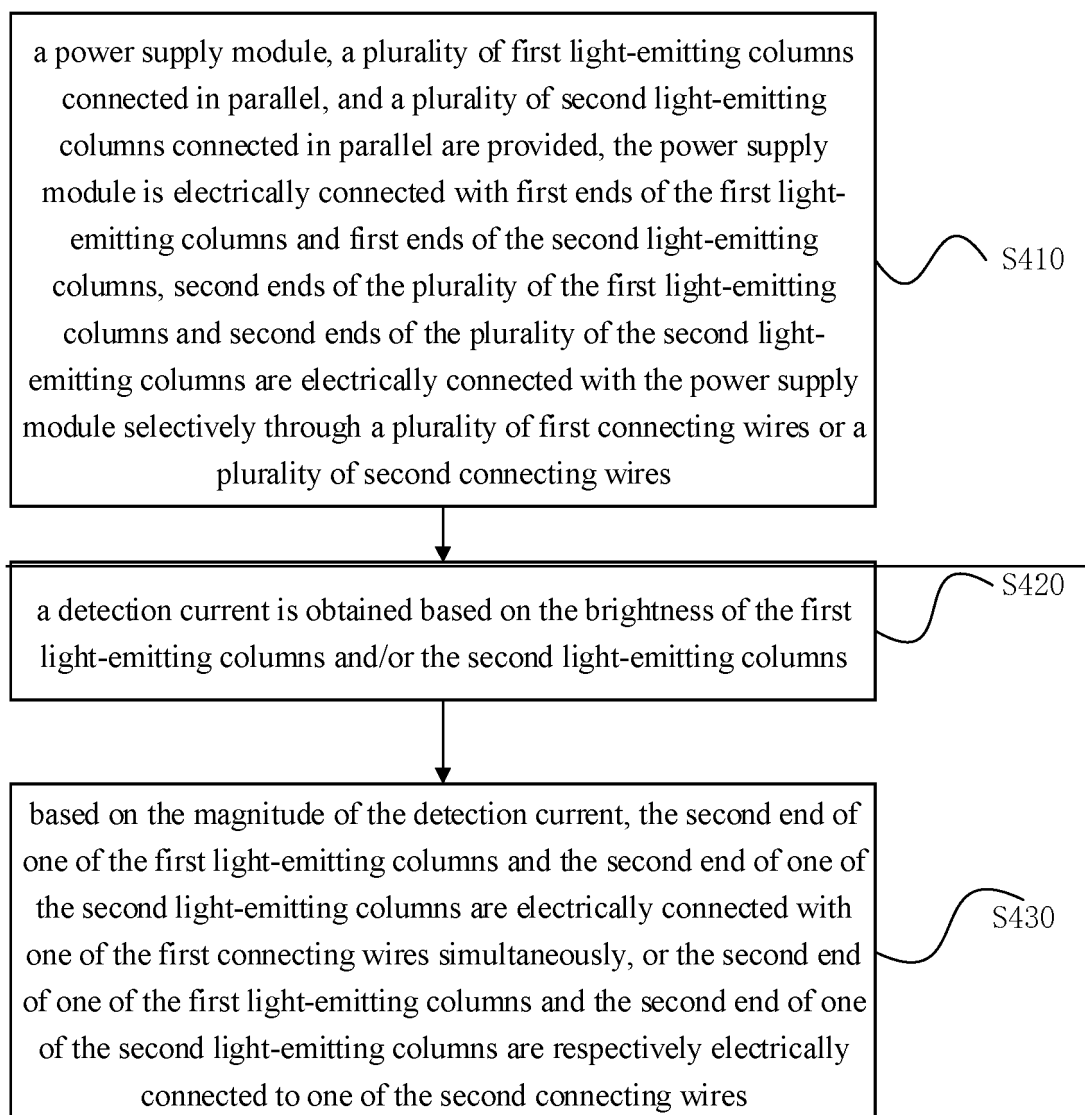 a power supply module, a plurality of first light-emitting columns
connected in parallel, and a plurality of second light-emitting
columns connected in parallel are provided, the power supply
module is electrically connected with first ends of the first light-
emitting columns and first ends of the second light-emitting
columns, second ends of the plurality of the first light-emitting
columns and second ends of the plurality of the second light-
emitting columns are electrically connected with the power supply
module selectively through a plurality of first connecting wires or a
plurality of second connecting wires
S410
a detection current is obtained based on the brightness of the first
light-emitting columns and/or the second light-emitting columns
S420
based on the magnitude of the detection current, the second end of
one of the first light-emitting columns and the second end of one of
the second light-emitting columns are electrically connected with
one of the first connecting wires simultaneously, or the second end
of one of the first light-emitting columns and the second end of one
of the second light-emitting columns are respectively electrically
connected to one of the second connecting wires
S430